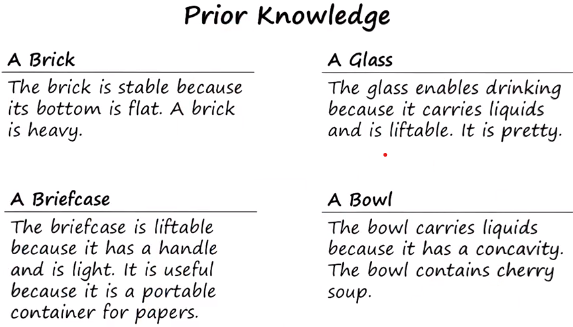 Prior Knowledge
A Brick
The brick is stable because
its bottom is flat. A brick
is heavy.
A Glass
The glass enables drinking
because it carries liquids
and is liftable. It is pretty.
A Briefcase
The briefcase is liftable
because it has a handle
and is light. It is useful
because it is a portable
container for papers.
A Bowl
The bowl carries liquids
because it has a concavity.
The bowl contains cherry
soup.